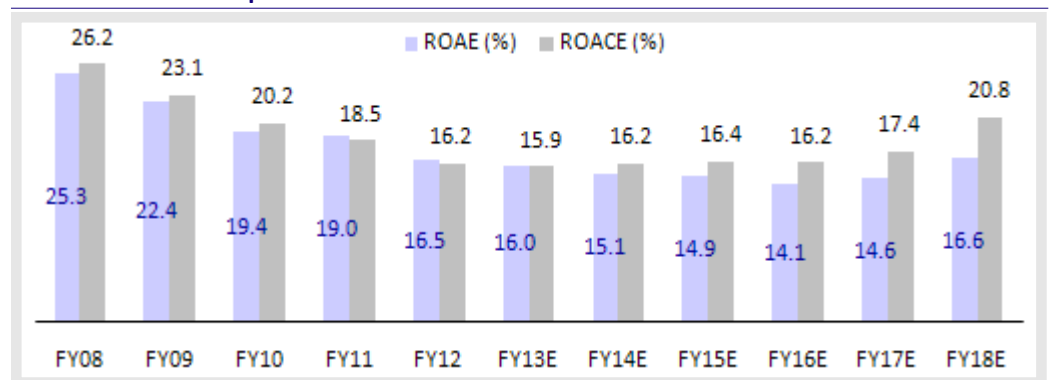 ROAE (%) ROACE (%)
26.2 23.1 20.2 18.5 16.2 15.9 16.2 16.4 16.2 17.4 20.8
25.3 22.4 19.4 19.0 16.5 16.0 15.1 14.9 14.1 14.6 16.6
FY08 FY09 FY10 FY11 FY12 FY13E FY14E FY15E FY16E FY17E FY18E